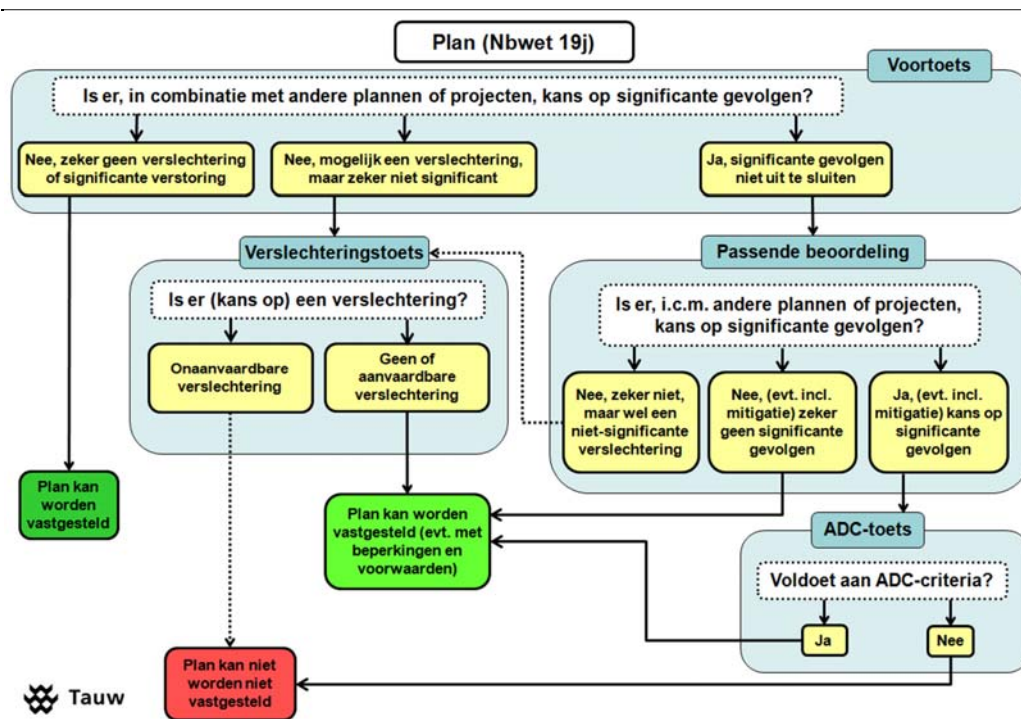 Plan (Nbwet 19j)
Voortoets
Is er, in combinatie met andere plannen of projecten, kans op significante gevolgen?
Nee, zeker geen verslechtering
of significante verstoring
Nee, mogelijk een verslechtering,
maar zeker niet significant
Ja, significante gevolgen
niet uit te sluiten
Verslechteringstoets
Is er (kans op) een verslechtering?
Onaanvaardbare
verslechtering
Geen of
aanvaardbare
verslechtering
Passende beoordeling
Is er, i.c.m. andere plannen of projecten,
kans op significante gevolgen?
Nee, zeker niet,
maar wel een
niet-significante
verslechtering
Nee, (evt. incl.
mitigatie) zeker
geen significante
gevolgen
Ja, (evt. incl.
mitigatie) kans op
significante
gevolgen
Plan kan
worden
vastgesteld
Plan kan worden
vastgesteld (evt. met
beperkingen en
voorwaarden)
ADC-toets
Voldoet aan ADC-criteria?
Ja
Nee
Plan kan niet
worden niet
vastgesteld
Tauw